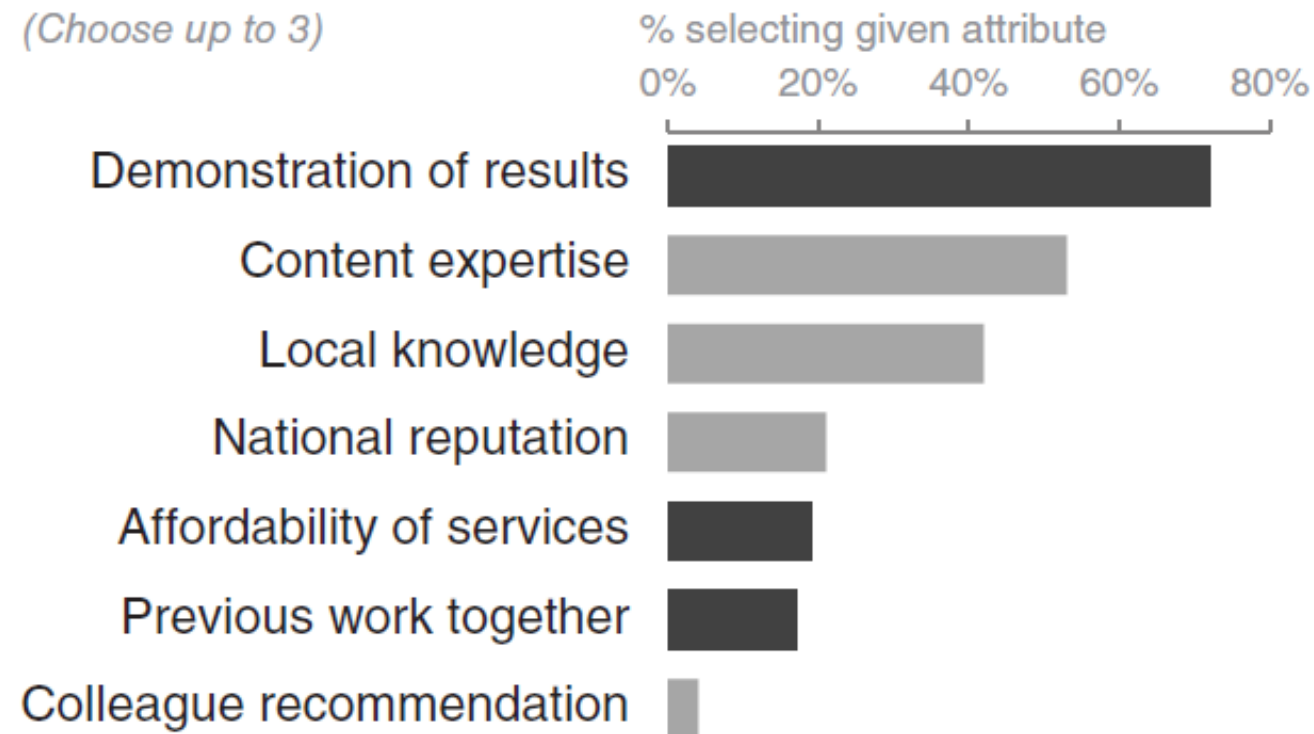 (Choose up to 3)
% selecting given attribute
0% 20% 40% 60% 80%
Demonstration of results
Content expertise
Local knowledge
National reputation
Affordability of services
Previous work together
Colleague recommendation